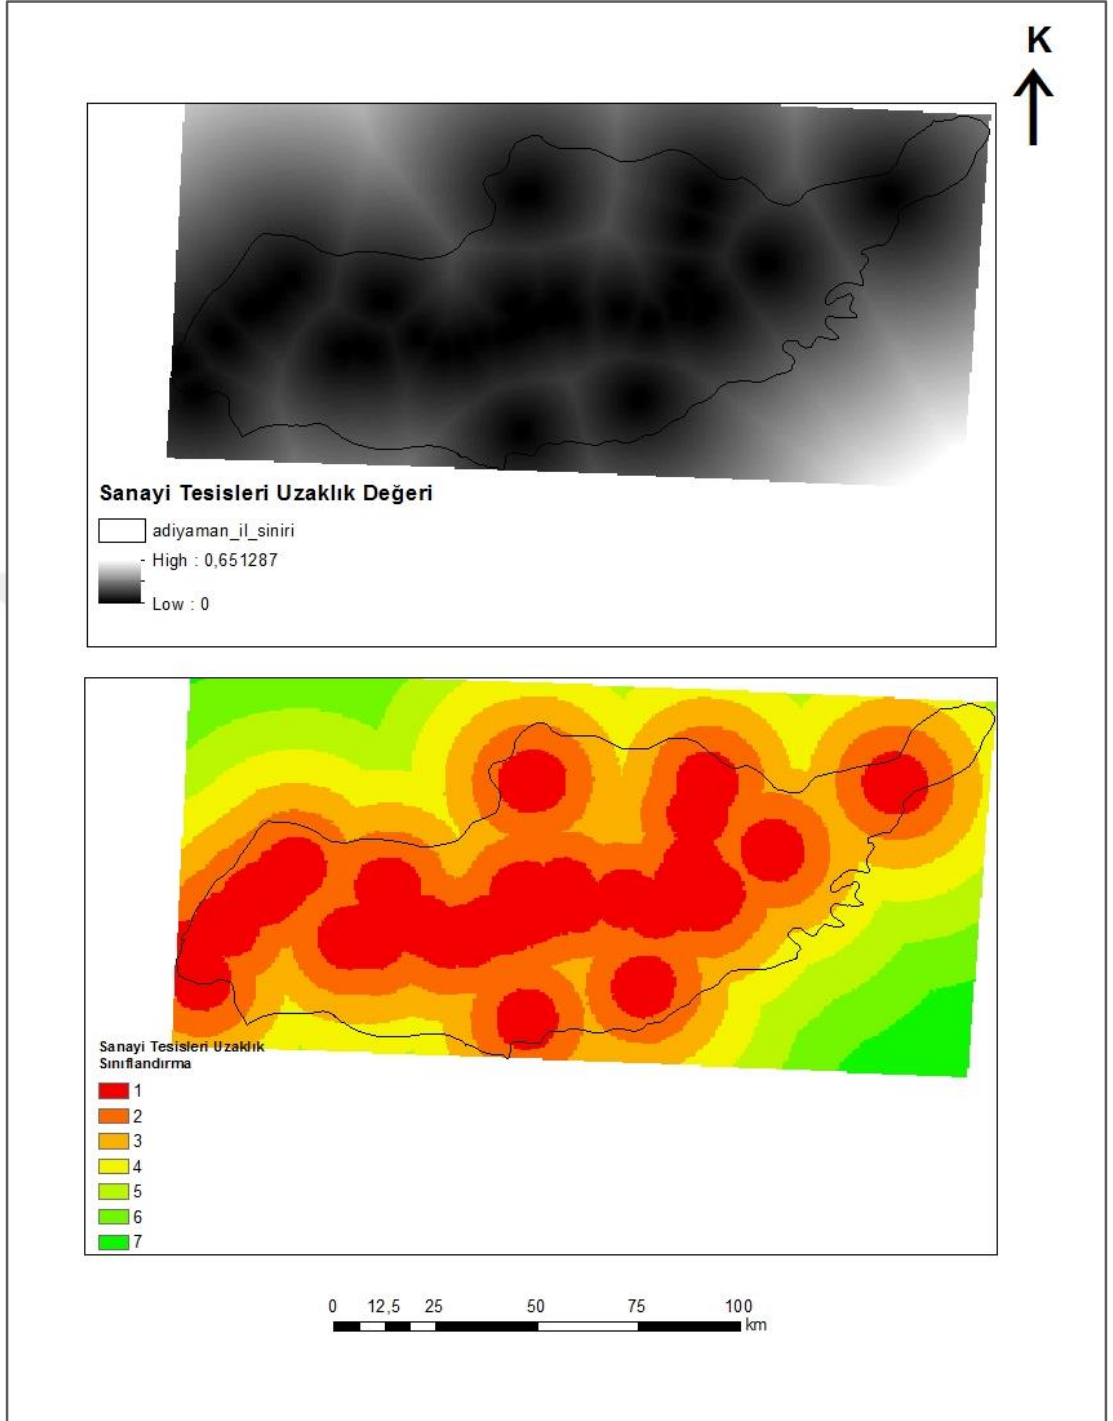 K
Sanayi Tesisleri Uzaklık Değeri
adiyaman_il_siniri
High : 0,651287
Low : 0
Sanayi Tesisleri Uzaklık
Sınıflandırma
1
2
3
4
5
6
7
0 12,5 25 50 75 100
km